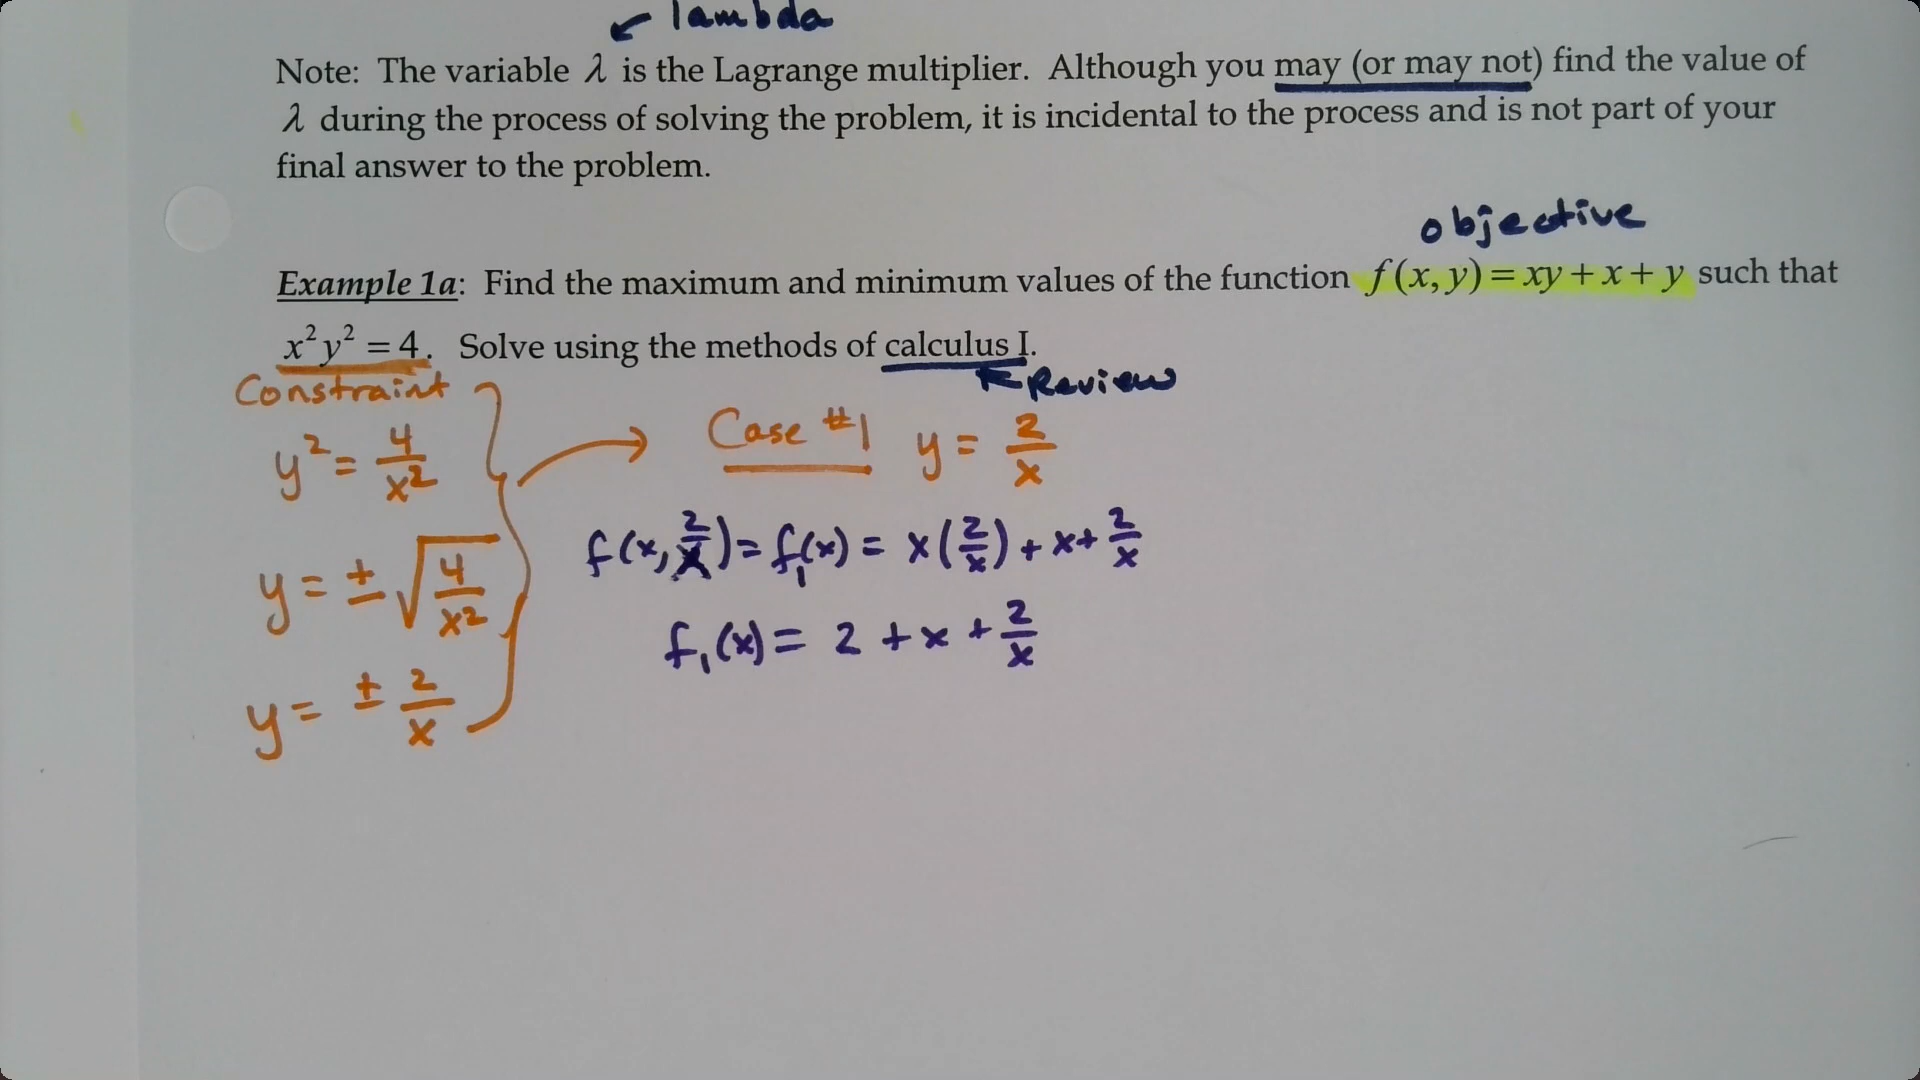 ← lambda
Note: The variable λ is the Lagrange multiplier. Although you may (or may not) find the value of
λ during the process of solving the problem, it is incidental to the process and is not part of your
final answer to the problem.
objective
Example 1a: Find the maximum and minimum values of the function f(x, y) = xy + x + y such that
x²y² = 4. Solve using the methods of calculus I.
← Review
Constraint
y² = 4/x²
y = ± √(4/x²)
y = ± 2/x
→ Case #1 y = 2/x
f(x, 2/x) = f₁(x) = x(2/x) + x + 2/x
f₁(x) = 2 + x + 2/x